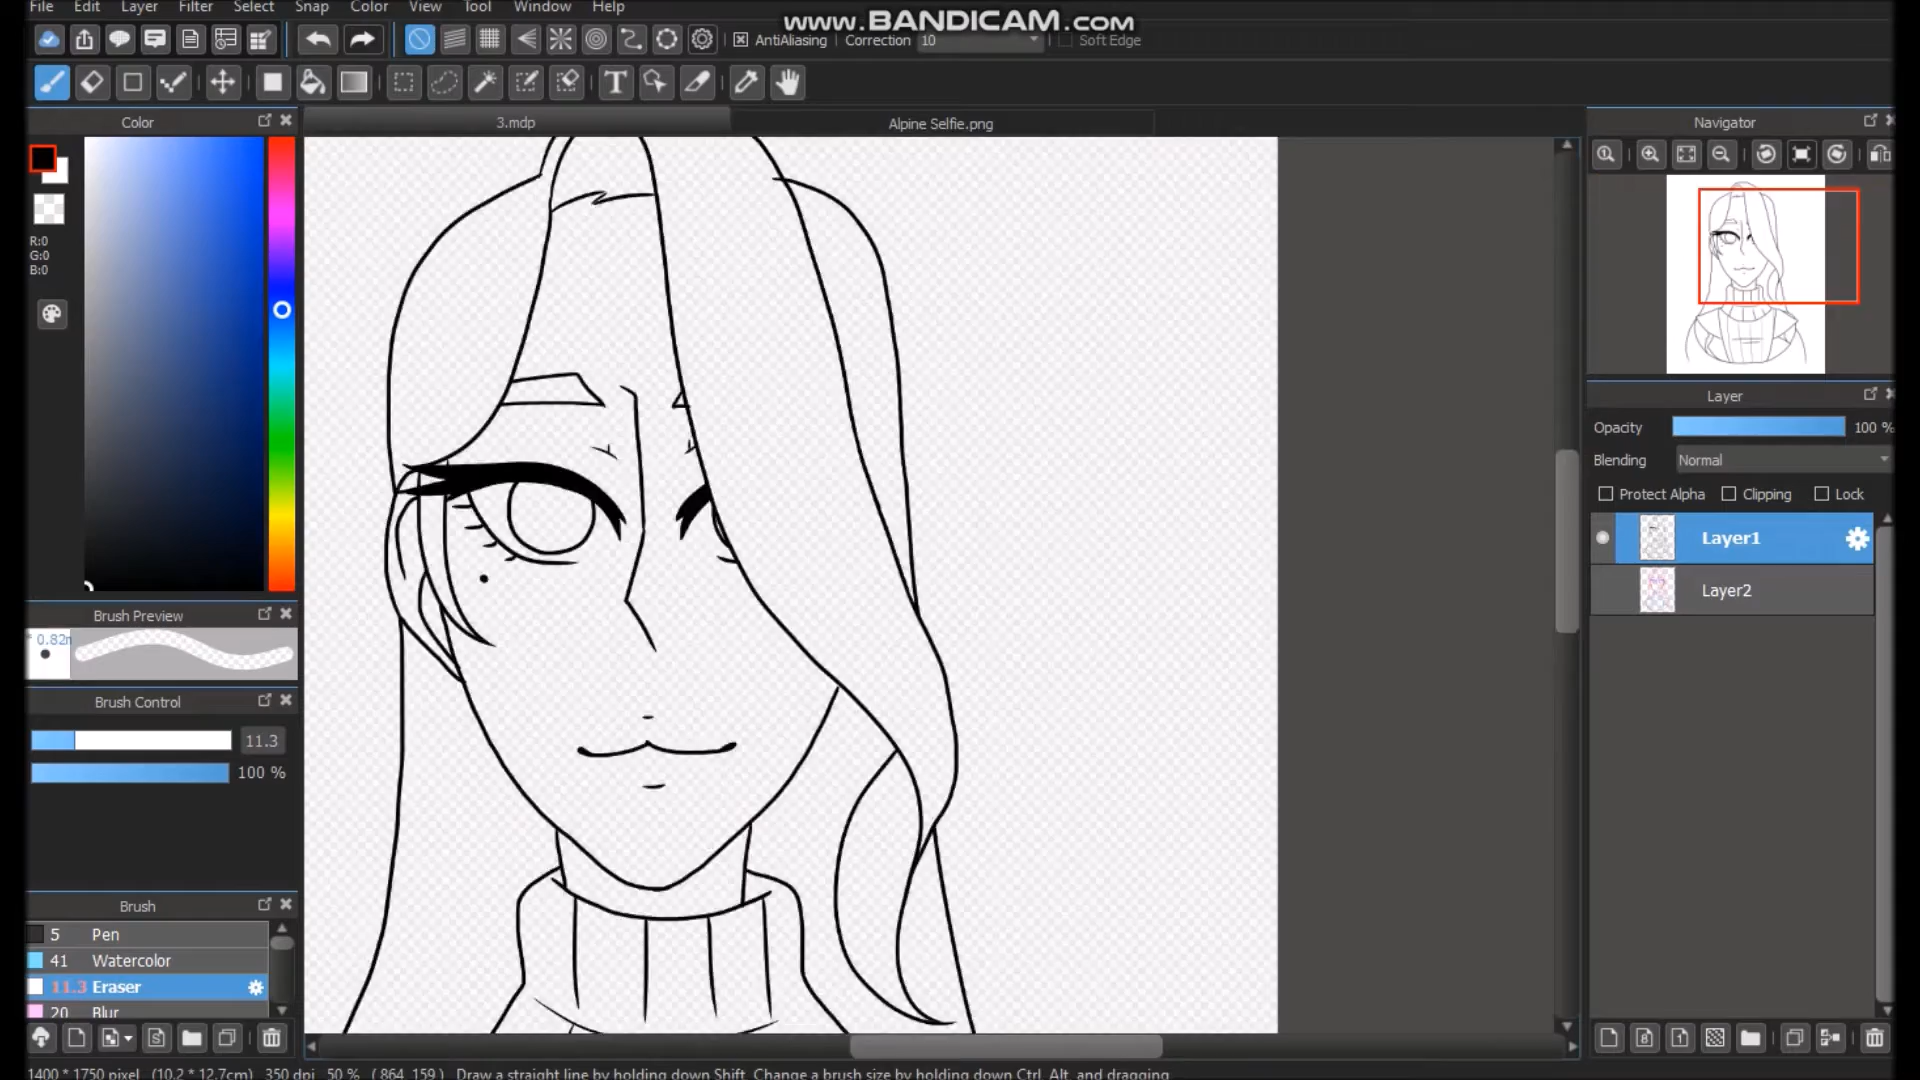 File Edit Layer Filter Select Snap Color View Tool Window Help
www.BANDICAM.com
AntiAliasing Correction 10 Soft Edge
T
Color
3.mdp
Alpine Selfie.png
Navigator
R:0
G:0
B:0
Layer
Opacity 100 %
Blending Normal
Protect Alpha Clipping Lock
Layer1
Layer2
Brush Preview
Brush Control
11.3
100 %
Brush
5 Pen
41 Watercolor
11.3 Eraser
20 Blur
1400 * 1750 pixel (10.2 * 12.7cm) 350 dpi 50 % ( 864, 159 ) Draw a straight line by holding down Shift, Change a brush size by holding down Ctrl, Alt, and dragging